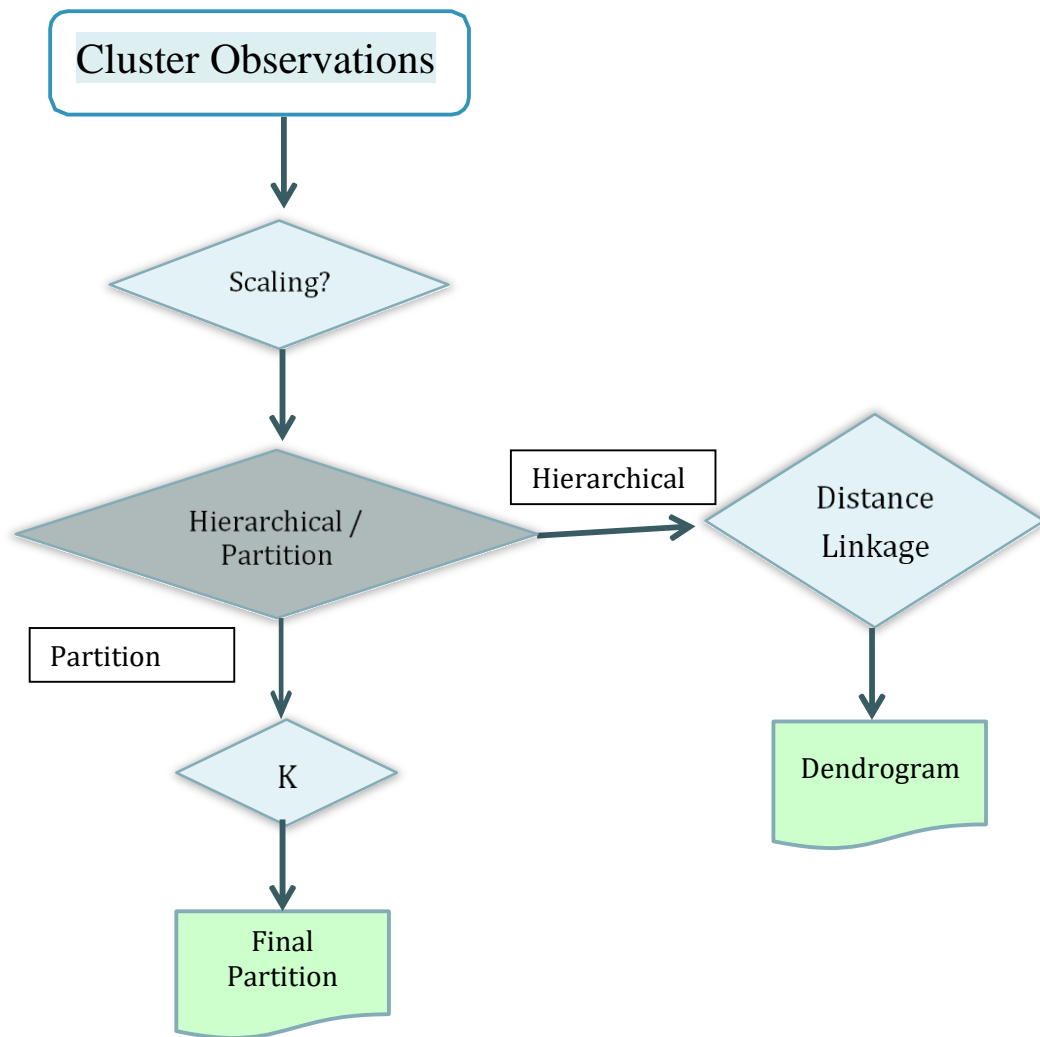 Cluster Observations
Scaling?
Hierarchical /
Partition
Hierarchical
Distance
Linkage
Partition
Dendrogram
K
Final
Partition